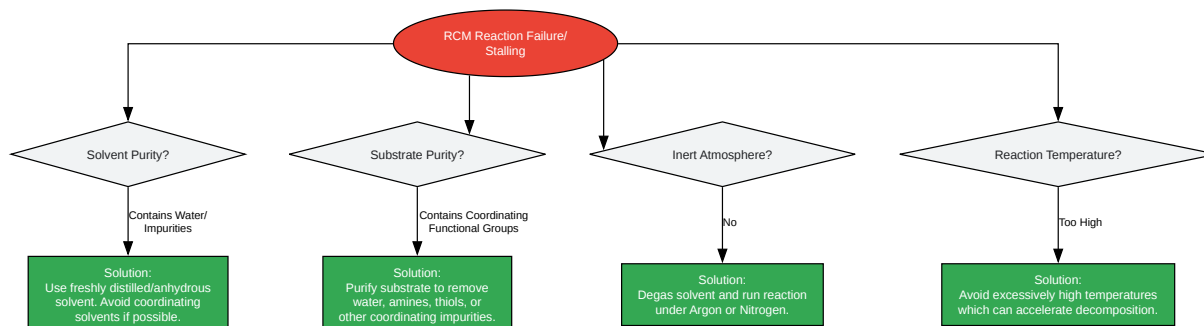 RCM Reaction Failure/
Stalling
Solvent Purity?
Substrate Purity?
Inert Atmosphere?
Reaction Temperature?
Contains Water/
Impurities
Contains Coordinating
Functional Groups
No
Too High
Solution:
Use freshly distilled/anhydrous
solvent. Avoid coordinating
solvents if possible.
Solution:
Purify substrate to remove
water, amines, thiols, or
other coordinating impurities.
Solution:
Degas solvent and run reaction
under Argon or Nitrogen.
Solution:
Avoid excessively high temperatures
which can accelerate decomposition.